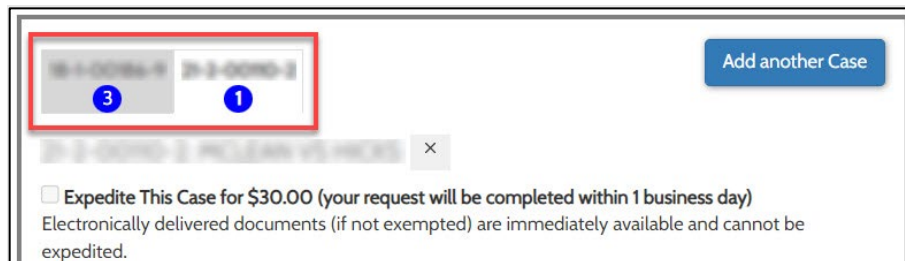 Add another Case
3 1
×
Expedite This Case for $30.00 (your request will be completed within 1 business day)
Electronically delivered documents (if not exempted) are immediately available and cannot be
expedited.